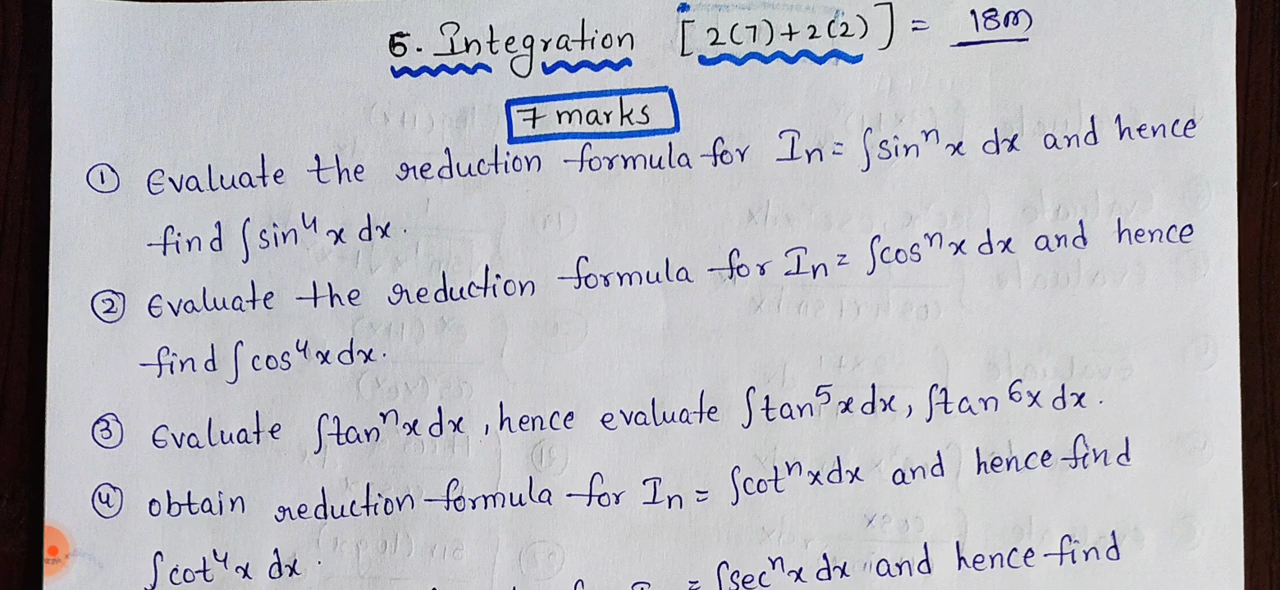 5. Integration [2(7)+2(2)] = 18m
7 marks
① Evaluate the reduction formula for In = ∫sinⁿx dx and hence
find ∫sin⁴x dx.
② Evaluate the reduction formula for In = ∫cosⁿx dx and hence
find ∫cos⁴x dx.
③ Evaluate ∫tanⁿx dx, hence evaluate ∫tan⁵x dx, ∫tan⁶x dx.
④ obtain reduction formula for In = ∫cotⁿx dx and hence find
∫cot⁴x dx.
= ∫secⁿx dx and hence find